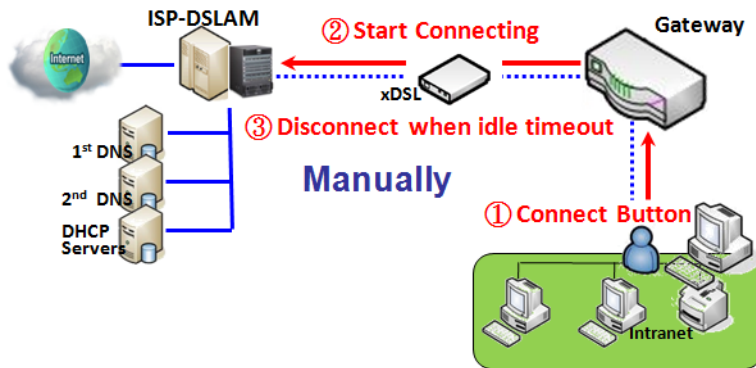 ISP-DSLAM
② Start Connecting
Gateway
Internet
xDSL
③ Disconnect when idle timeout
1st DNS
Manually
2nd DNS
① Connect Button
DHCP
Servers
Intranet